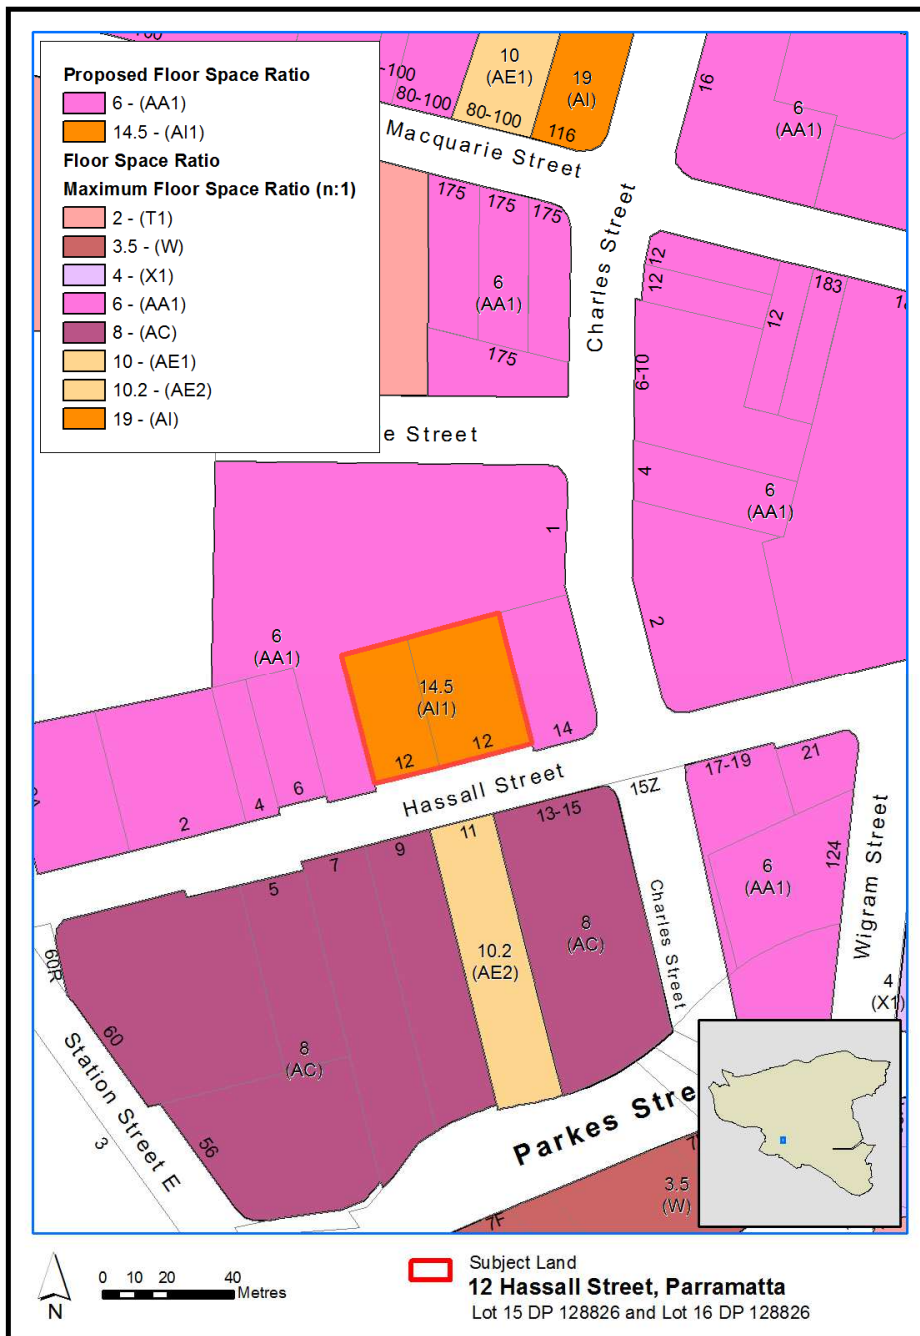 Proposed Floor Space Ratio
6 - (AA1)
14.5 - (AI1)
Floor Space Ratio
Maximum Floor Space Ratio (n:1)
2 - (T1)
3.5 - (W)
4 - (X1)
6 - (AA1)
8 - (AC)
10 - (AE1)
10.2 - (AE2)
19 - (AI)
-100
80-100
10
(AE1)
80-100
19
(AI)
116
16
6
(AA1)
Macquarie Street
175
175
175
6
(AA1)
175
Charles Street
12
12
12
183
6-10
4
6
(AA1)
2
e Street
1
6
(AA1)
14.5
(AI1)
12
12
14
2
4
6
Hassall Street
15Z
17-19
21
6
(AA1)
124
Wigram Street
4
(X1)
5
7
9
11
13-15
8
(AC)
10.2
(AE2)
8
(AC)
Charles Street
60R
60
56
Station Street E
3
Parkes Stre
3.5
(W)
7F
N
0 10 20 40
Metres
Subject Land
12 Hassall Street, Parramatta
Lot 15 DP 128826 and Lot 16 DP 128826